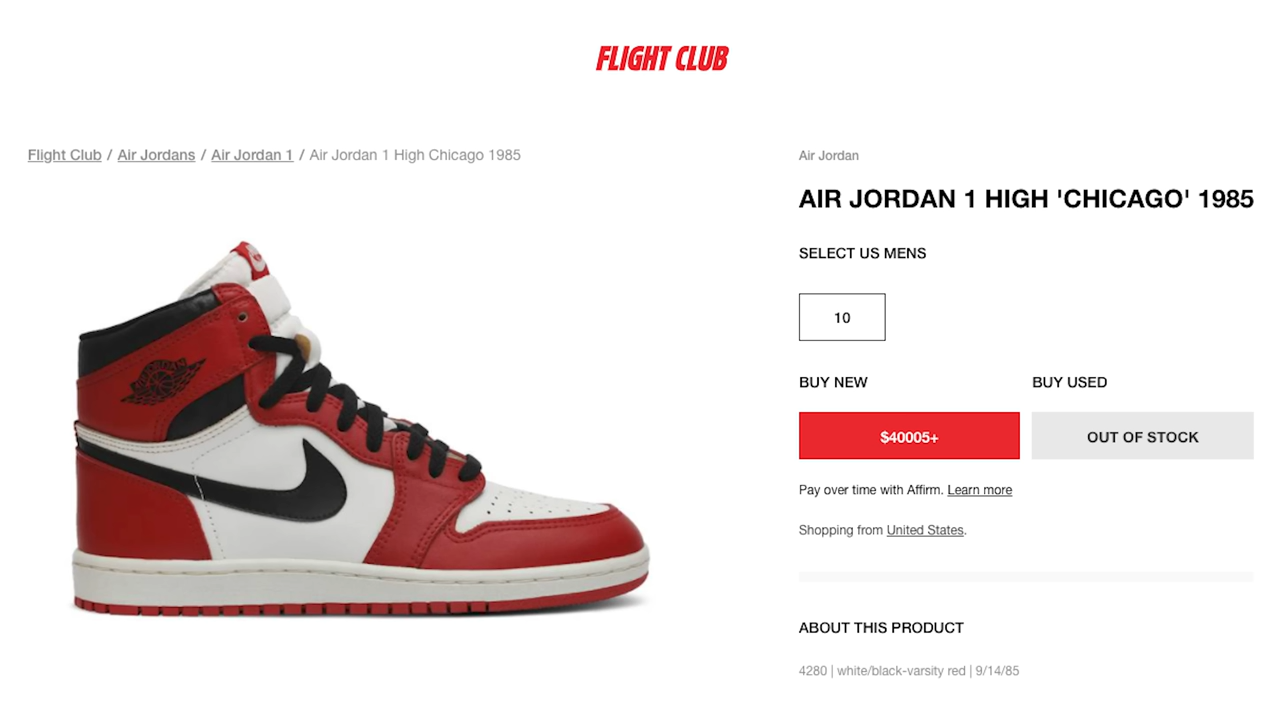 FLIGHT CLUB
Flight Club / Air Jordans / Air Jordan 1 / Air Jordan 1 High Chicago 1985
Air Jordan
AIR JORDAN 1 HIGH 'CHICAGO' 1985
SELECT US MENS
10
BUY NEW
BUY USED
$40005+
OUT OF STOCK
Pay over time with Affirm. Learn more
Shopping from United States.
ABOUT THIS PRODUCT
4280 | white/black-varsity red | 9/14/85